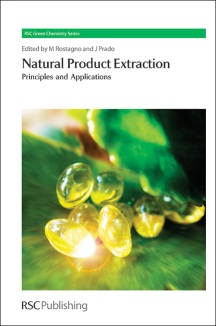 RSC Green Chemistry Series
Edited by M Rostagno and J Prado
Natural Product Extraction
Principles and Applications
RSCPublishing